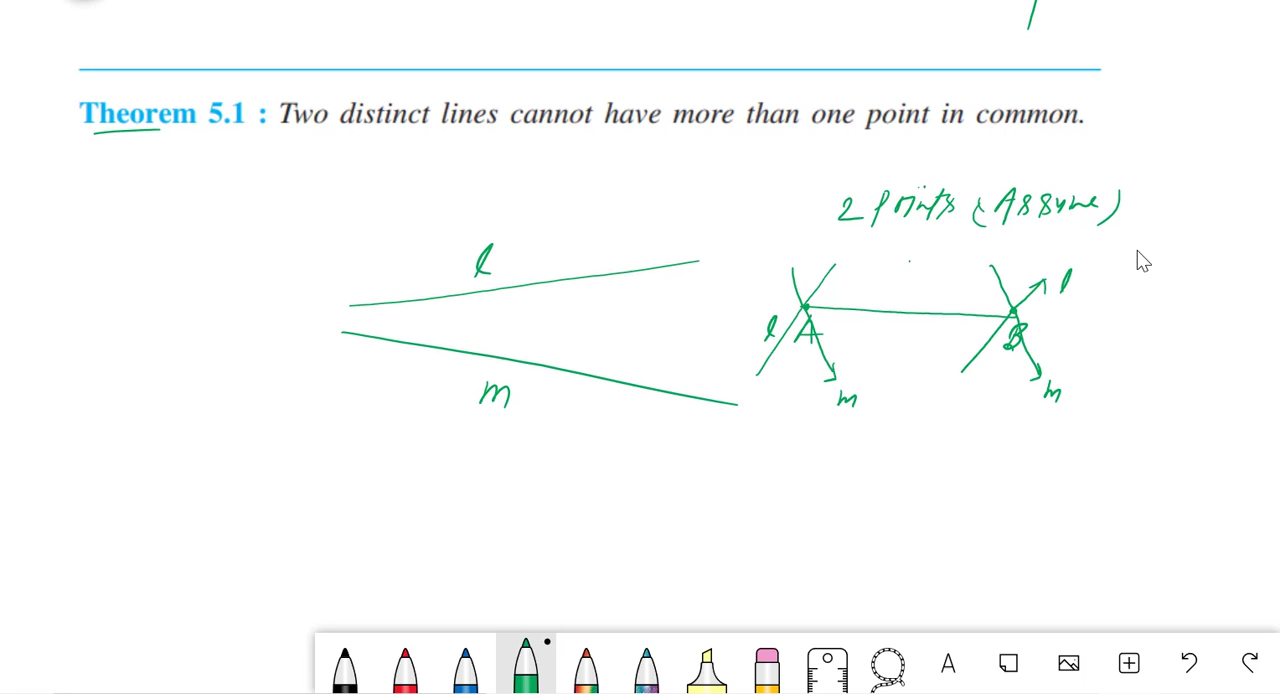 Theorem 5.1 : Two distinct lines cannot have more than one point in common.
2 points (Assume)
l
l
l A B
m m
m